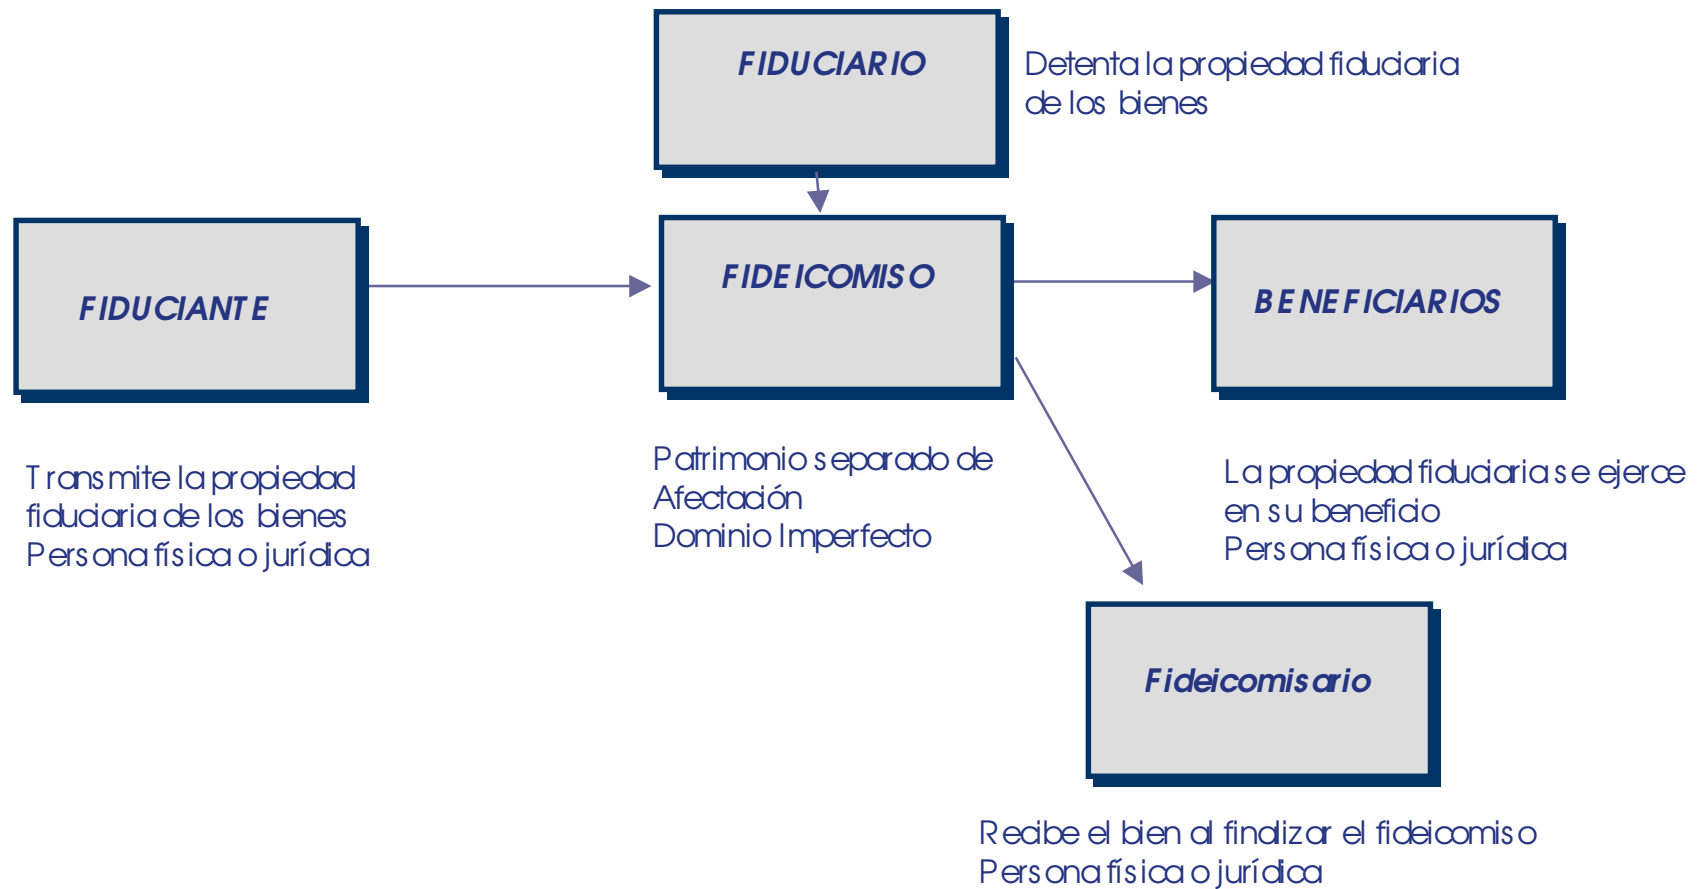 FIDUCIARIO
Detenta la propiedad fiduciaria
de los bienes
FIDUCIANTE
FIDEICOMISO
BENEFICIARIOS
Transmite la propiedad
fiduciaria de los bienes
Persona física o jurídica
Patrimonio separado de
Afectación
Dominio Imperfecto
La propiedad fiduciaria se ejerce
en su beneficio
Persona física o jurídica
Fideicomisario
Recibe el bien al finalizar el fideicomiso
Persona física o jurídica